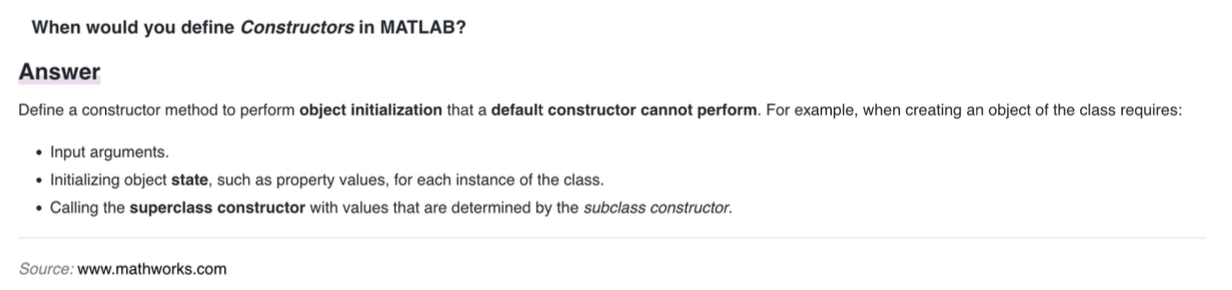 When would you define Constructors in MATLAB?
Answer
Define a constructor method to perform object initialization that a default constructor cannot perform. For example, when creating an object of the class requires:
• Input arguments.
• Initializing object state, such as property values, for each instance of the class.
• Calling the superclass constructor with values that are determined by the subclass constructor.
Source: www.mathworks.com